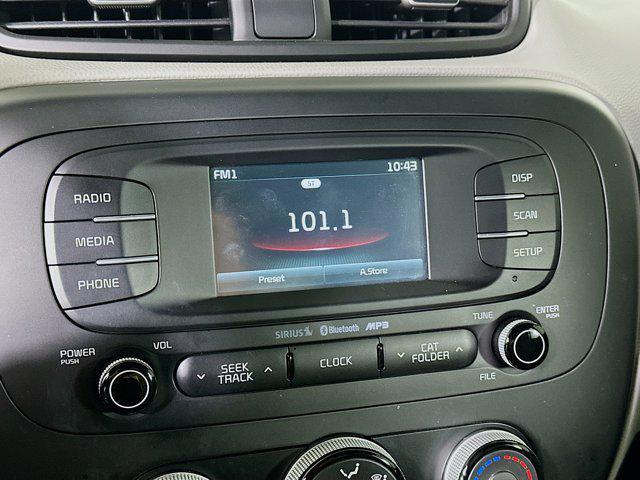 FM1 10:43
ST
101.1
Preset A.Store
RADIO
MEDIA
PHONE
DISP
SCAN
SETUP
SIRIUS Bluetooth MP3
POWER
PUSH
VOL
SEEK
TRACK
CLOCK
CAT
FOLDER
TUNE
ENTER
PUSH
FILE